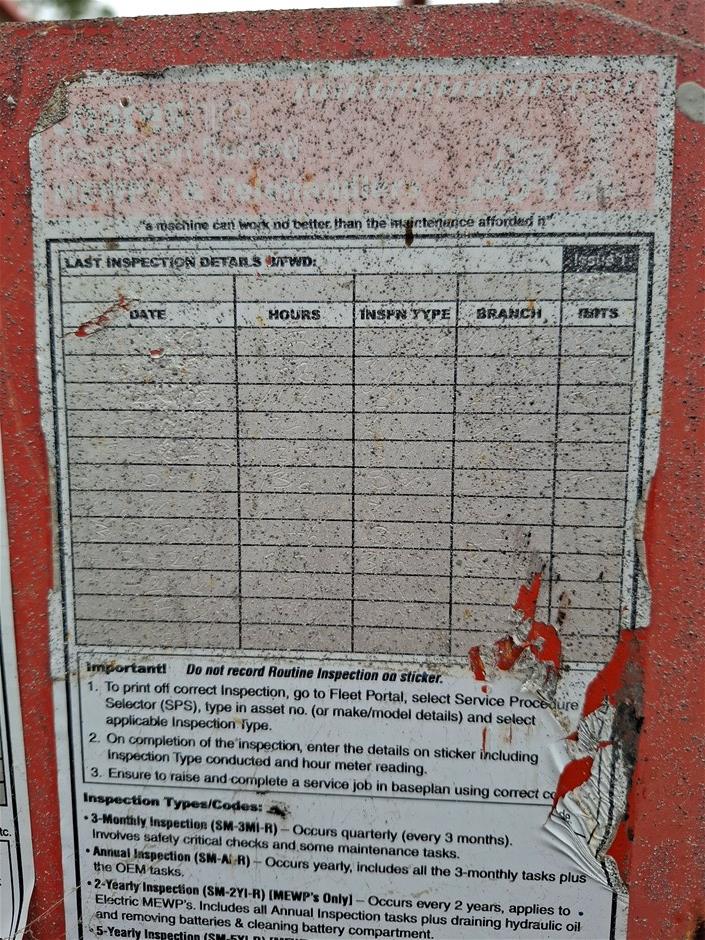 Inspection Record
"a machine can work no better than the maintenance afforded it"
LAST INSPECTION DETAILS B/FWD:
Issue 1
DATE HOURS INSPN TYPE BRANCH INITS
Important! Do not record Routine Inspection on sticker.
1. To print off correct Inspection, go to Fleet Portal, select Service Procedure
Selector (SPS), type in asset no. (or make/model details) and select
applicable Inspection Type.
2. On completion of the inspection, enter the details on sticker including
Inspection Type conducted and hour meter reading.
3. Ensure to raise and complete a service job in baseplan using correct
Inspection Types/Codes:
• 3-Monthly Inspection (SM-3MI-R) – Occurs quarterly (every 3 months).
Involves safety critical checks and some maintenance tasks.
• Annual Inspection (SM-AI-R) – Occurs yearly, includes all the 3-monthly tasks plus
the OEM tasks.
• 2-Yearly Inspection (SM-2YI-R) [MEWP's Only] – Occurs every 2 years, applies to
Electric MEWP's. Includes all Annual Inspection tasks plus draining hydraulic oil
and removing batteries & cleaning battery compartment.
• 5-Yearly Inspection
etc.